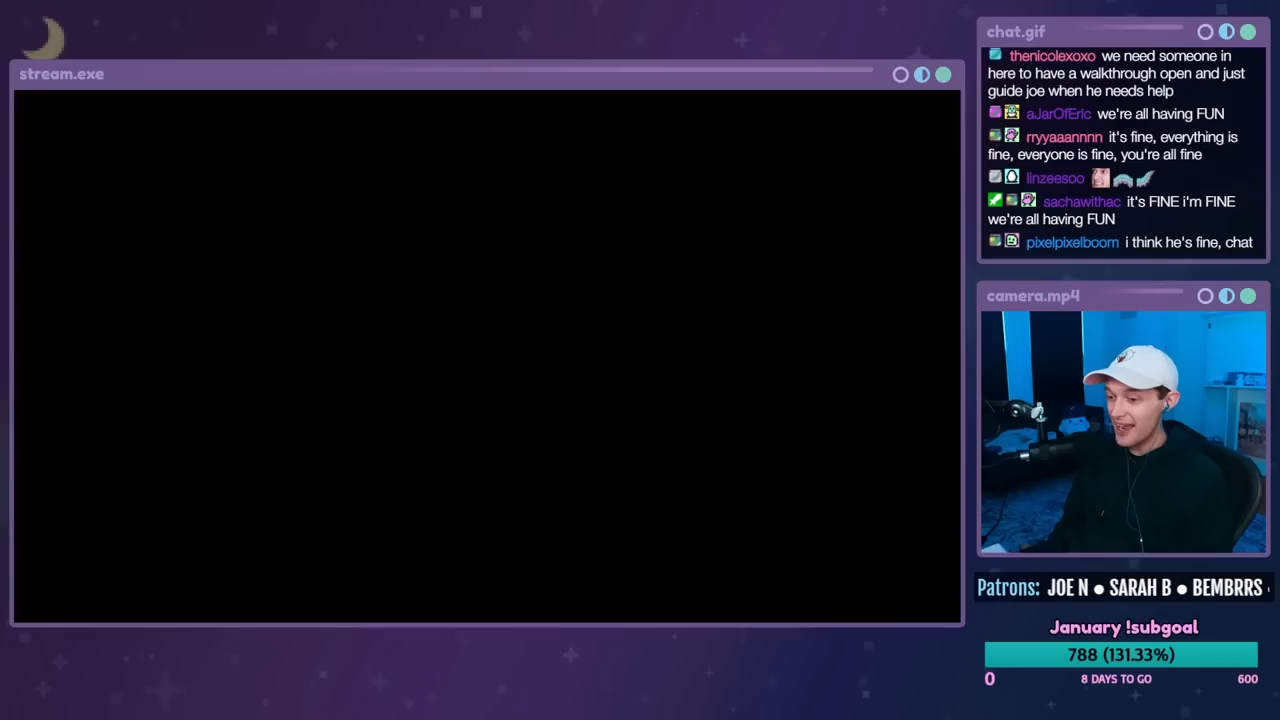 stream.exe
chat.gif
thenicolexoxo we need someone in
here to have a walkthrough open and just
guide joe when he needs help
aJarOfEric we're all having FUN
rryyaaannnn it's fine, everything is
fine, everyone is fine, you're all fine
linzeesoo
sachawithac it's FINE i'm FINE
we're all having FUN
pixelpixelboom i think he's fine, chat
camera.mp4
Patrons: JOE N ● SARAH B ● BEMBRRS
January !subgoal
788 (131.33%)
0 8 DAYS TO GO 600